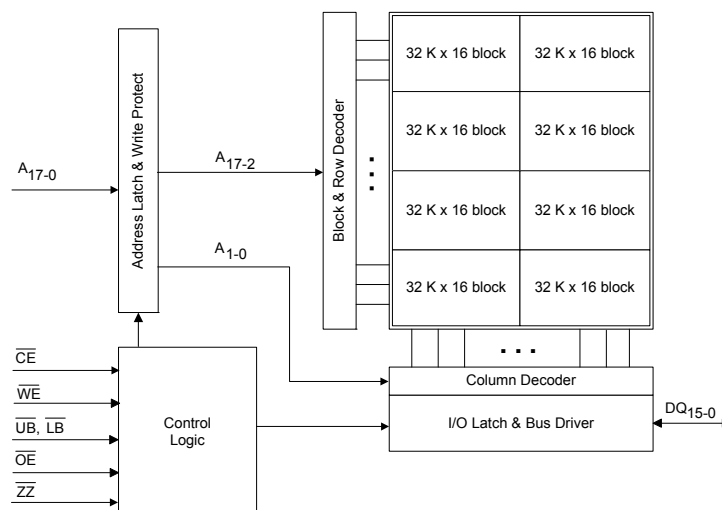 32 K x 16 block 32 K x 16 block
32 K x 16 block 32 K x 16 block
32 K x 16 block 32 K x 16 block
32 K x 16 block 32 K x 16 block
Address Latch & Write Protect
Block & Row Decoder
A17-0
A17-2
A1-0
. . .
. . .
CE
WE
UB, LB
OE
ZZ
Control
Logic
Column Decoder
I/O Latch & Bus Driver
DQ15-0